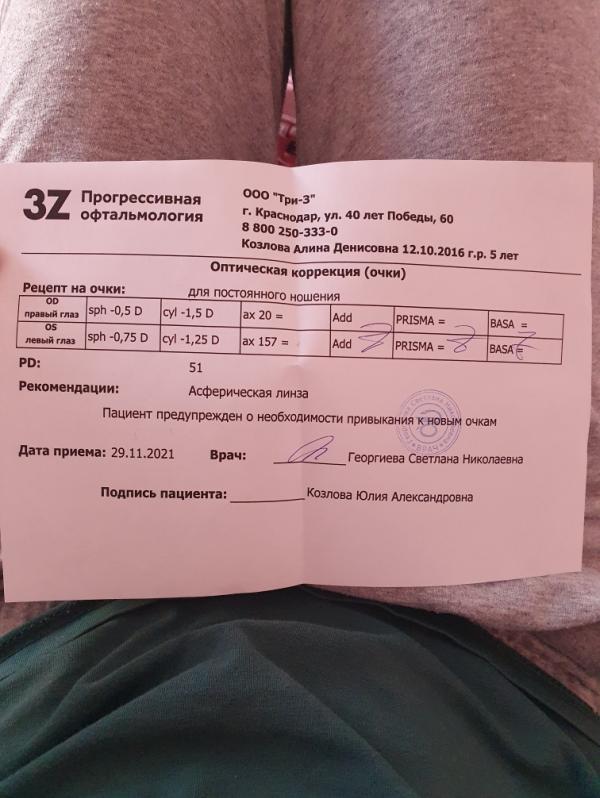 3Z Прогрессивная
офтальмология
ООО "Три-З"
г. Краснодар, ул. 40 лет Победы, 60
8 800 250-333-0
Козлова Алина Денисовна 12.10.2016 г.р. 5 лет
Оптическая коррекция (очки)
Рецепт на очки: для постоянного ношения
OD правый глаз sph -0,5 D cyl -1,5 D ax 20 = Add PRISMA = BASA =
OS левый глаз sph -0,75 D cyl -1,25 D ax 157 = Add PRISMA = BASA =
PD: 51
Рекомендации: Асферическая линза
Пациент предупрежден о необходимости привыкания к новым очкам
Дата приема: 29.11.2021 Врач: Георгиева Светлана Николаевна
Подпись пациента: Козлова Юлия Александровна